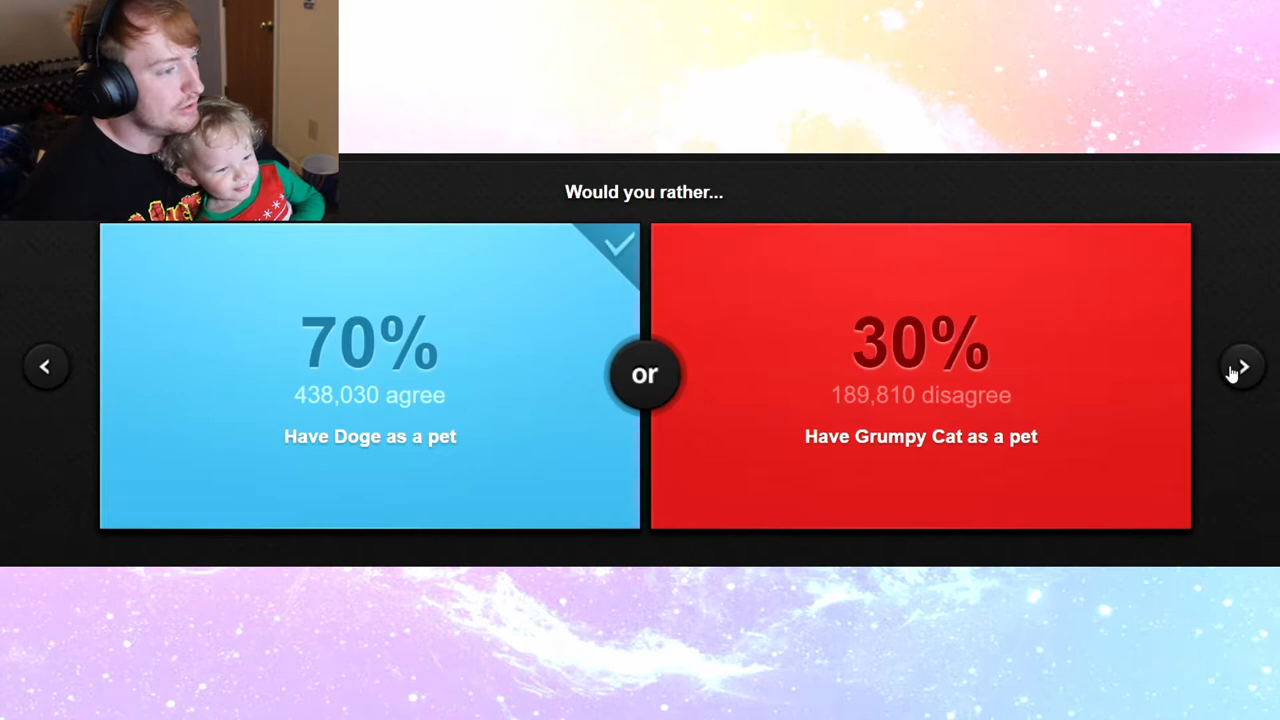 Would you rather...
70%
438,030 agree
Have Doge as a pet
or
30%
189,810 disagree
Have Grumpy Cat as a pet